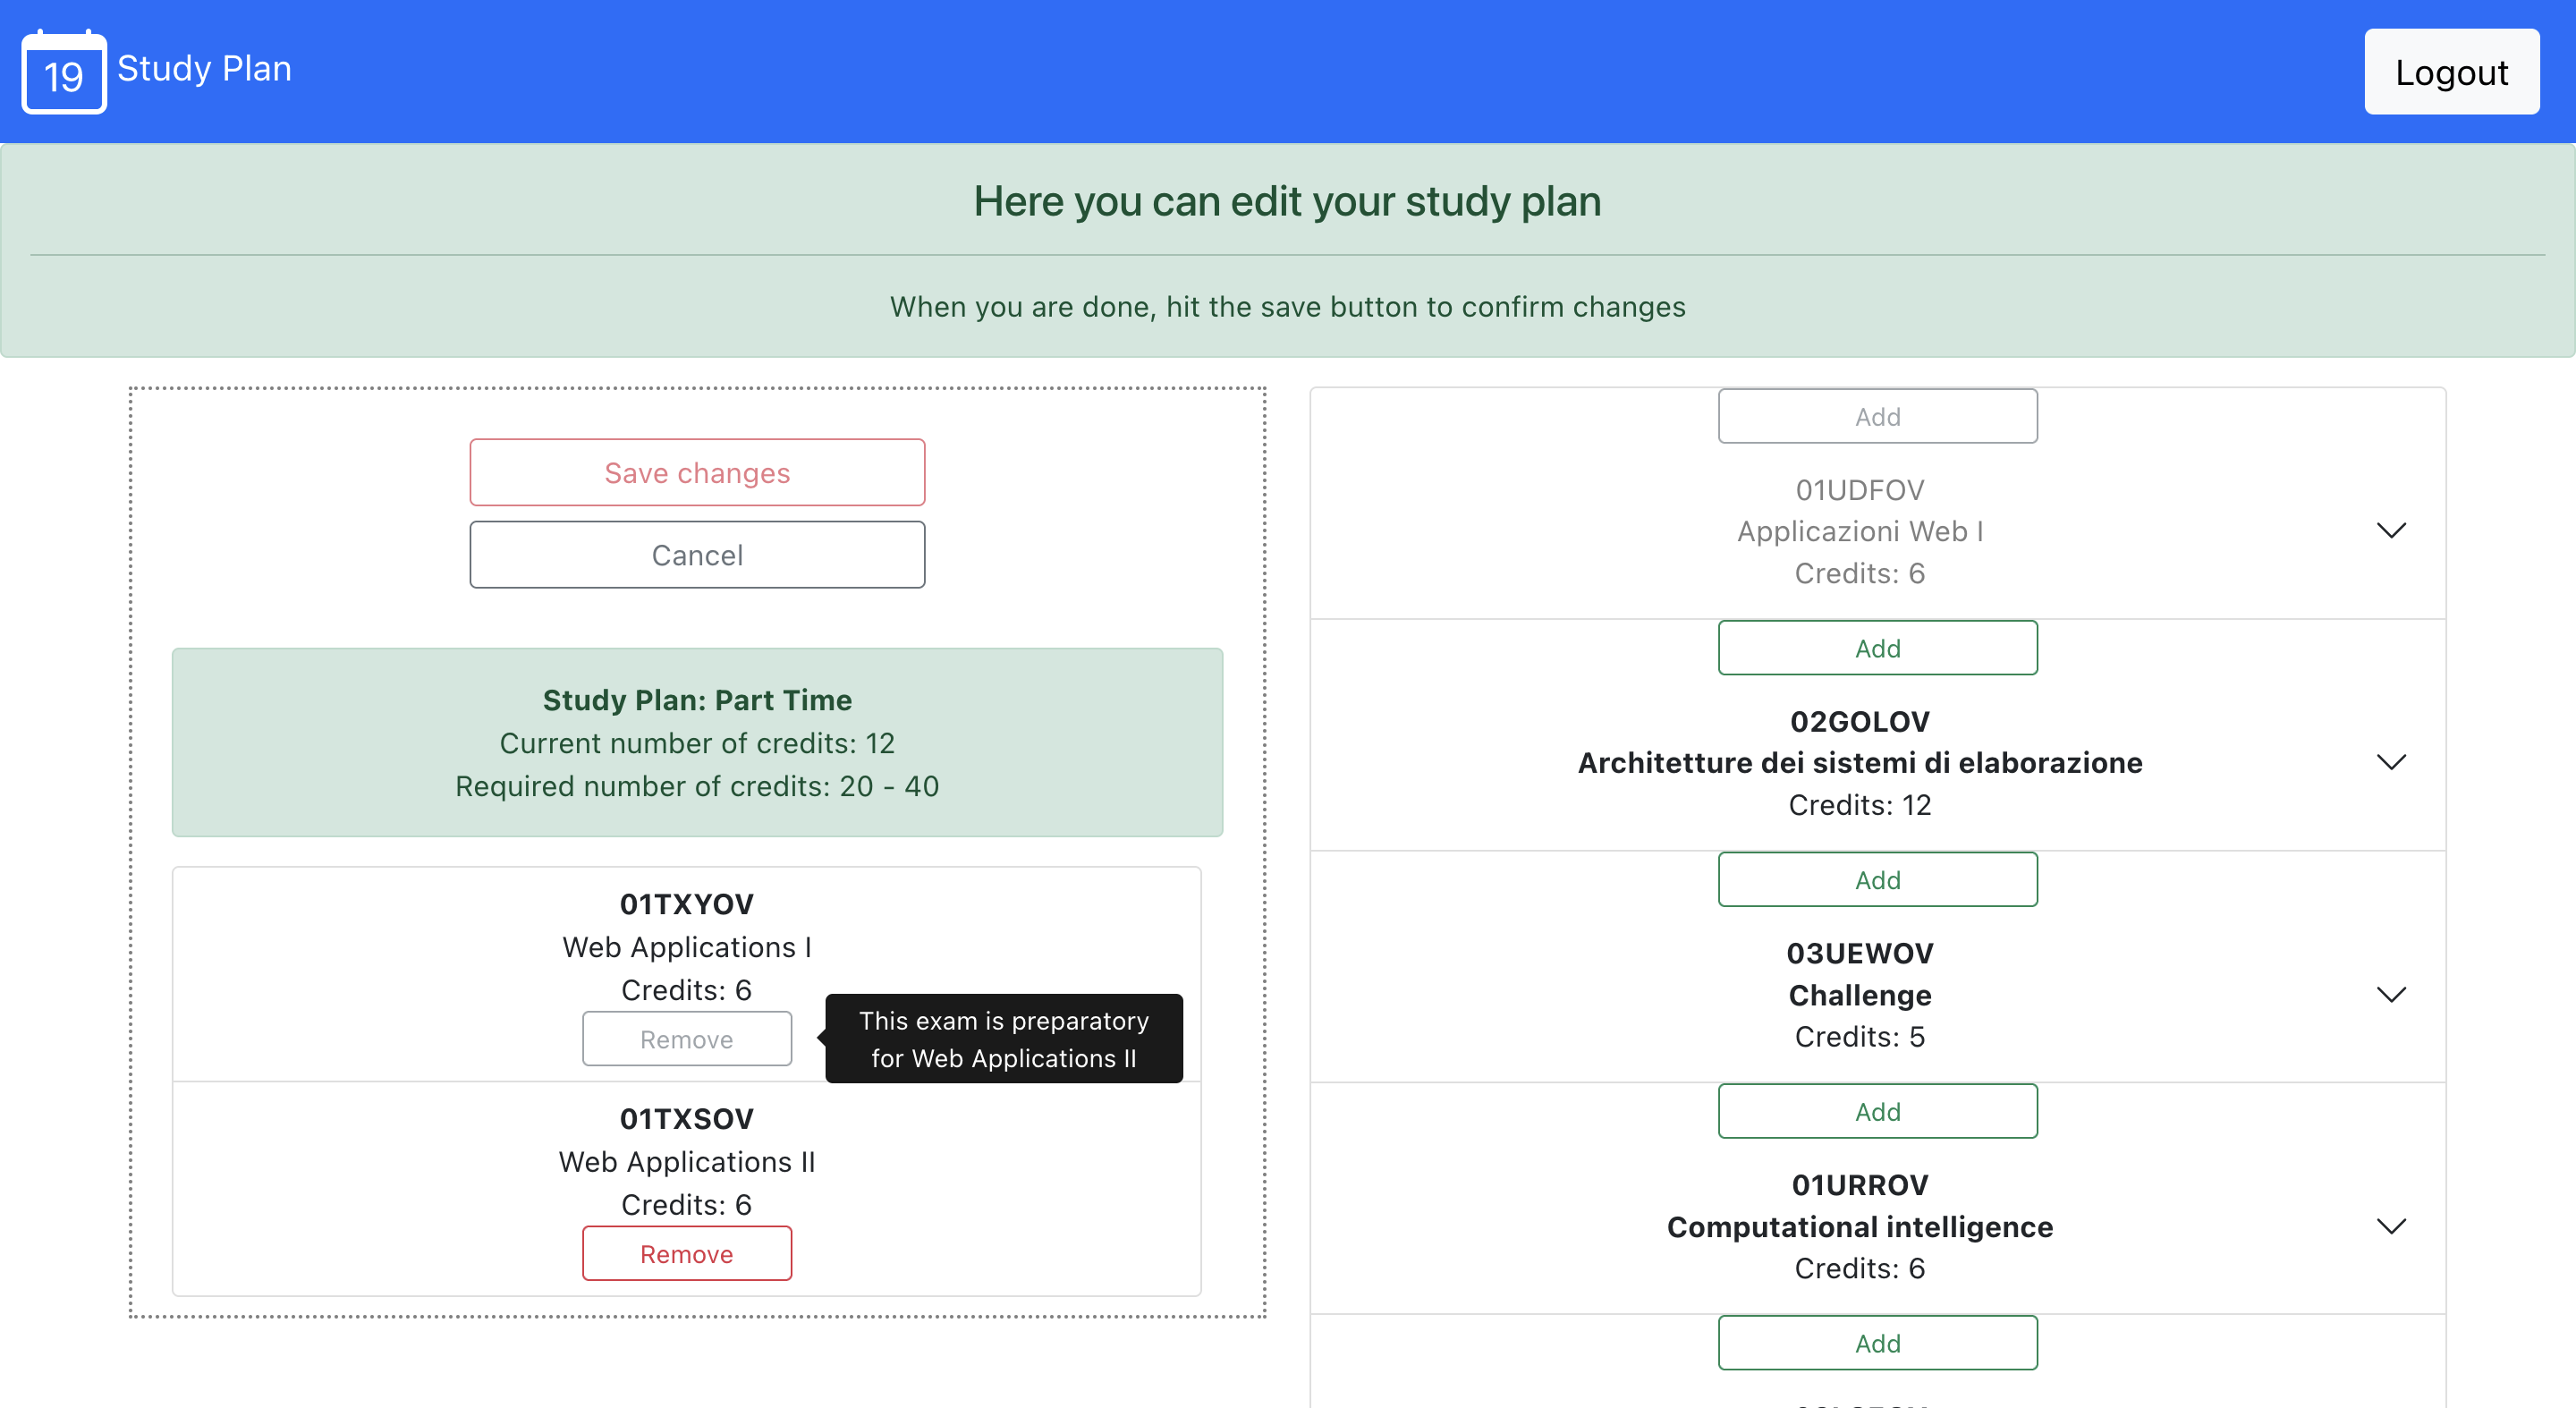 19 Study Plan
Logout
Here you can edit your study plan
When you are done, hit the save button to confirm changes
Save changes
Cancel
Study Plan: Part Time
Current number of credits: 12
Required number of credits: 20 - 40
01TXYOV
Web Applications I
Credits: 6
Remove
This exam is preparatory
for Web Applications II
01TXSOV
Web Applications II
Credits: 6
Remove
Add
01UDFOV
Applicazioni Web I
Credits: 6
Add
02GOLOV
Architetture dei sistemi di elaborazione
Credits: 12
Add
03UEWOV
Challenge
Credits: 5
Add
01URROV
Computational intelligence
Credits: 6
Add